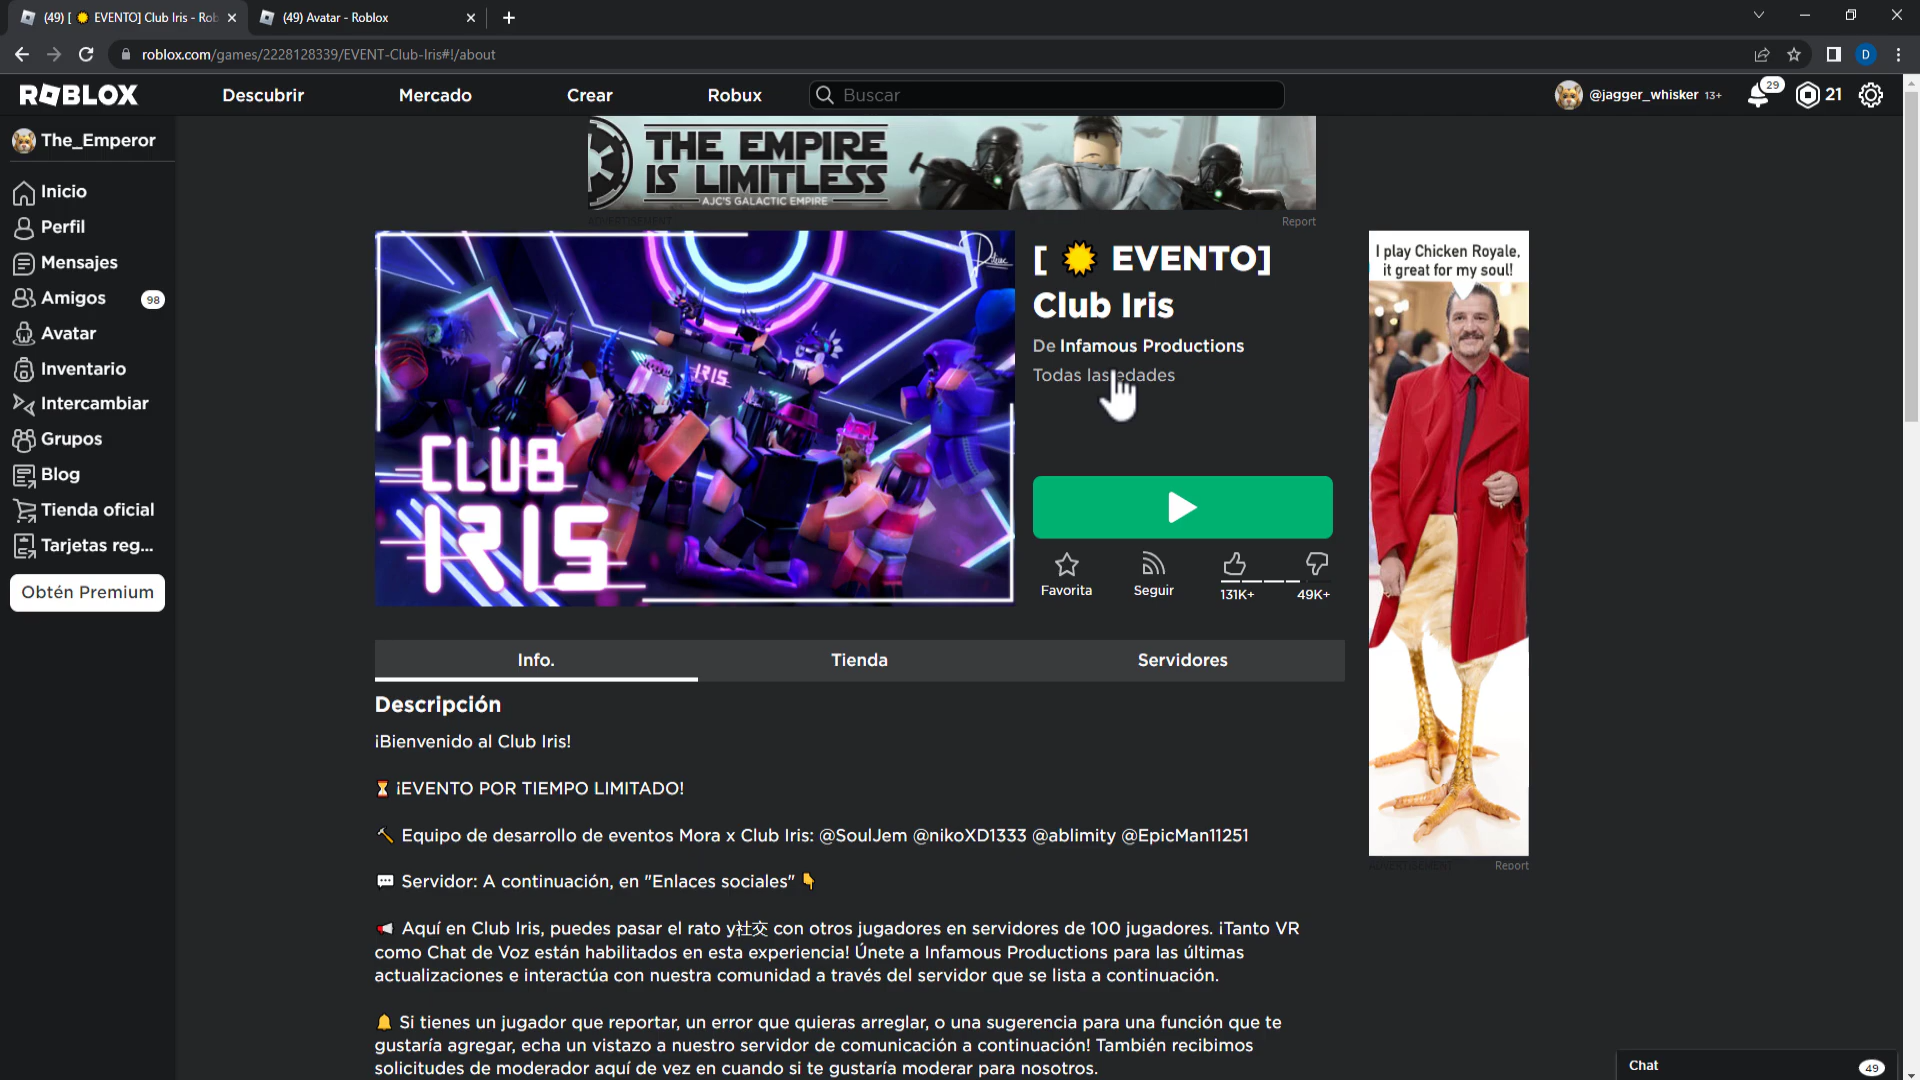 (49) [ ☀ EVENTO] Club Iris - Rob
(49) Avatar - Roblox
roblox.com/games/2228128339/EVENT-Club-Iris#!/about
D
ROBLOX
Descubrir
Mercado
Crear
Robux
Buscar
@jagger_whisker 13+
29
21
The_Emperor
Inicio
Perfil
Mensajes
Amigos 98
Avatar
Inventario
Intercambiar
Grupos
Blog
Tienda oficial
Tarjetas reg...
Obtén Premium
THE EMPIRE
IS LIMITLESS
AJC'S GALACTIC EMPIRE
ADVERTISEMENT
Report
IRIS
CLUB
IRIS
[ ☀ EVENTO]
Club Iris
De Infamous Productions
Todas las edades
Favorita
Seguir
131K+
49K+
I play Chicken Royale,
it great for my soul!
ADVERTISEMENT
Report
Info.
Tienda
Servidores
Descripción
¡Bienvenido al Club Iris!
⏳ ¡EVENTO POR TIEMPO LIMITADO!
🔨 Equipo de desarrollo de eventos Mora x Club Iris: @SoulJem @nikoXD1333 @ablimity @EpicMan11251
💬 Servidor: A continuación, en "Enlaces sociales" 👇
📢 Aquí en Club Iris, puedes pasar el rato y社交 con otros jugadores en servidores de 100 jugadores. ¡Tanto VR
como Chat de Voz están habilitados en esta experiencia! Únete a Infamous Productions para las últimas
actualizaciones e interactúa con nuestra comunidad a través del servidor que se lista a continuación.
🔔 Si tienes un jugador que reportar, un error que quieras arreglar, o una sugerencia para una función que te
gustaría agregar, echa un vistazo a nuestro servidor de comunicación a continuación! También recibimos
solicitudes de moderador aquí de vez en cuando si te gustaría moderar para nosotros.
Chat
49